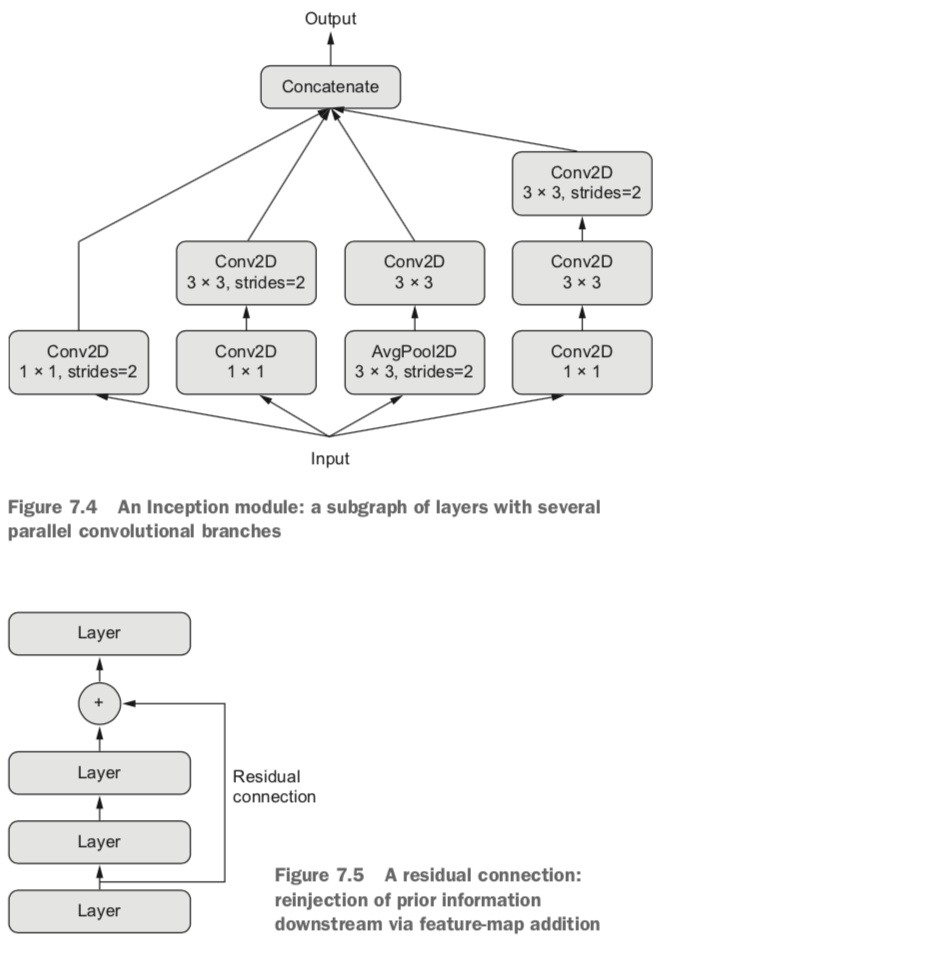 Output
Concatenate
Conv2D
3 × 3, strides=2
Conv2D
3 × 3, strides=2
Conv2D
3 × 3
Conv2D
3 × 3
Conv2D
1 × 1, strides=2
Conv2D
1 × 1
AvgPool2D
3 × 3, strides=2
Conv2D
1 × 1
Input
Figure 7.4 An Inception module: a subgraph of layers with several
parallel convolutional branches
Layer
+
Layer
Residual
connection
Layer
Layer
Figure 7.5 A residual connection:
reinjection of prior information
downstream via feature-map addition